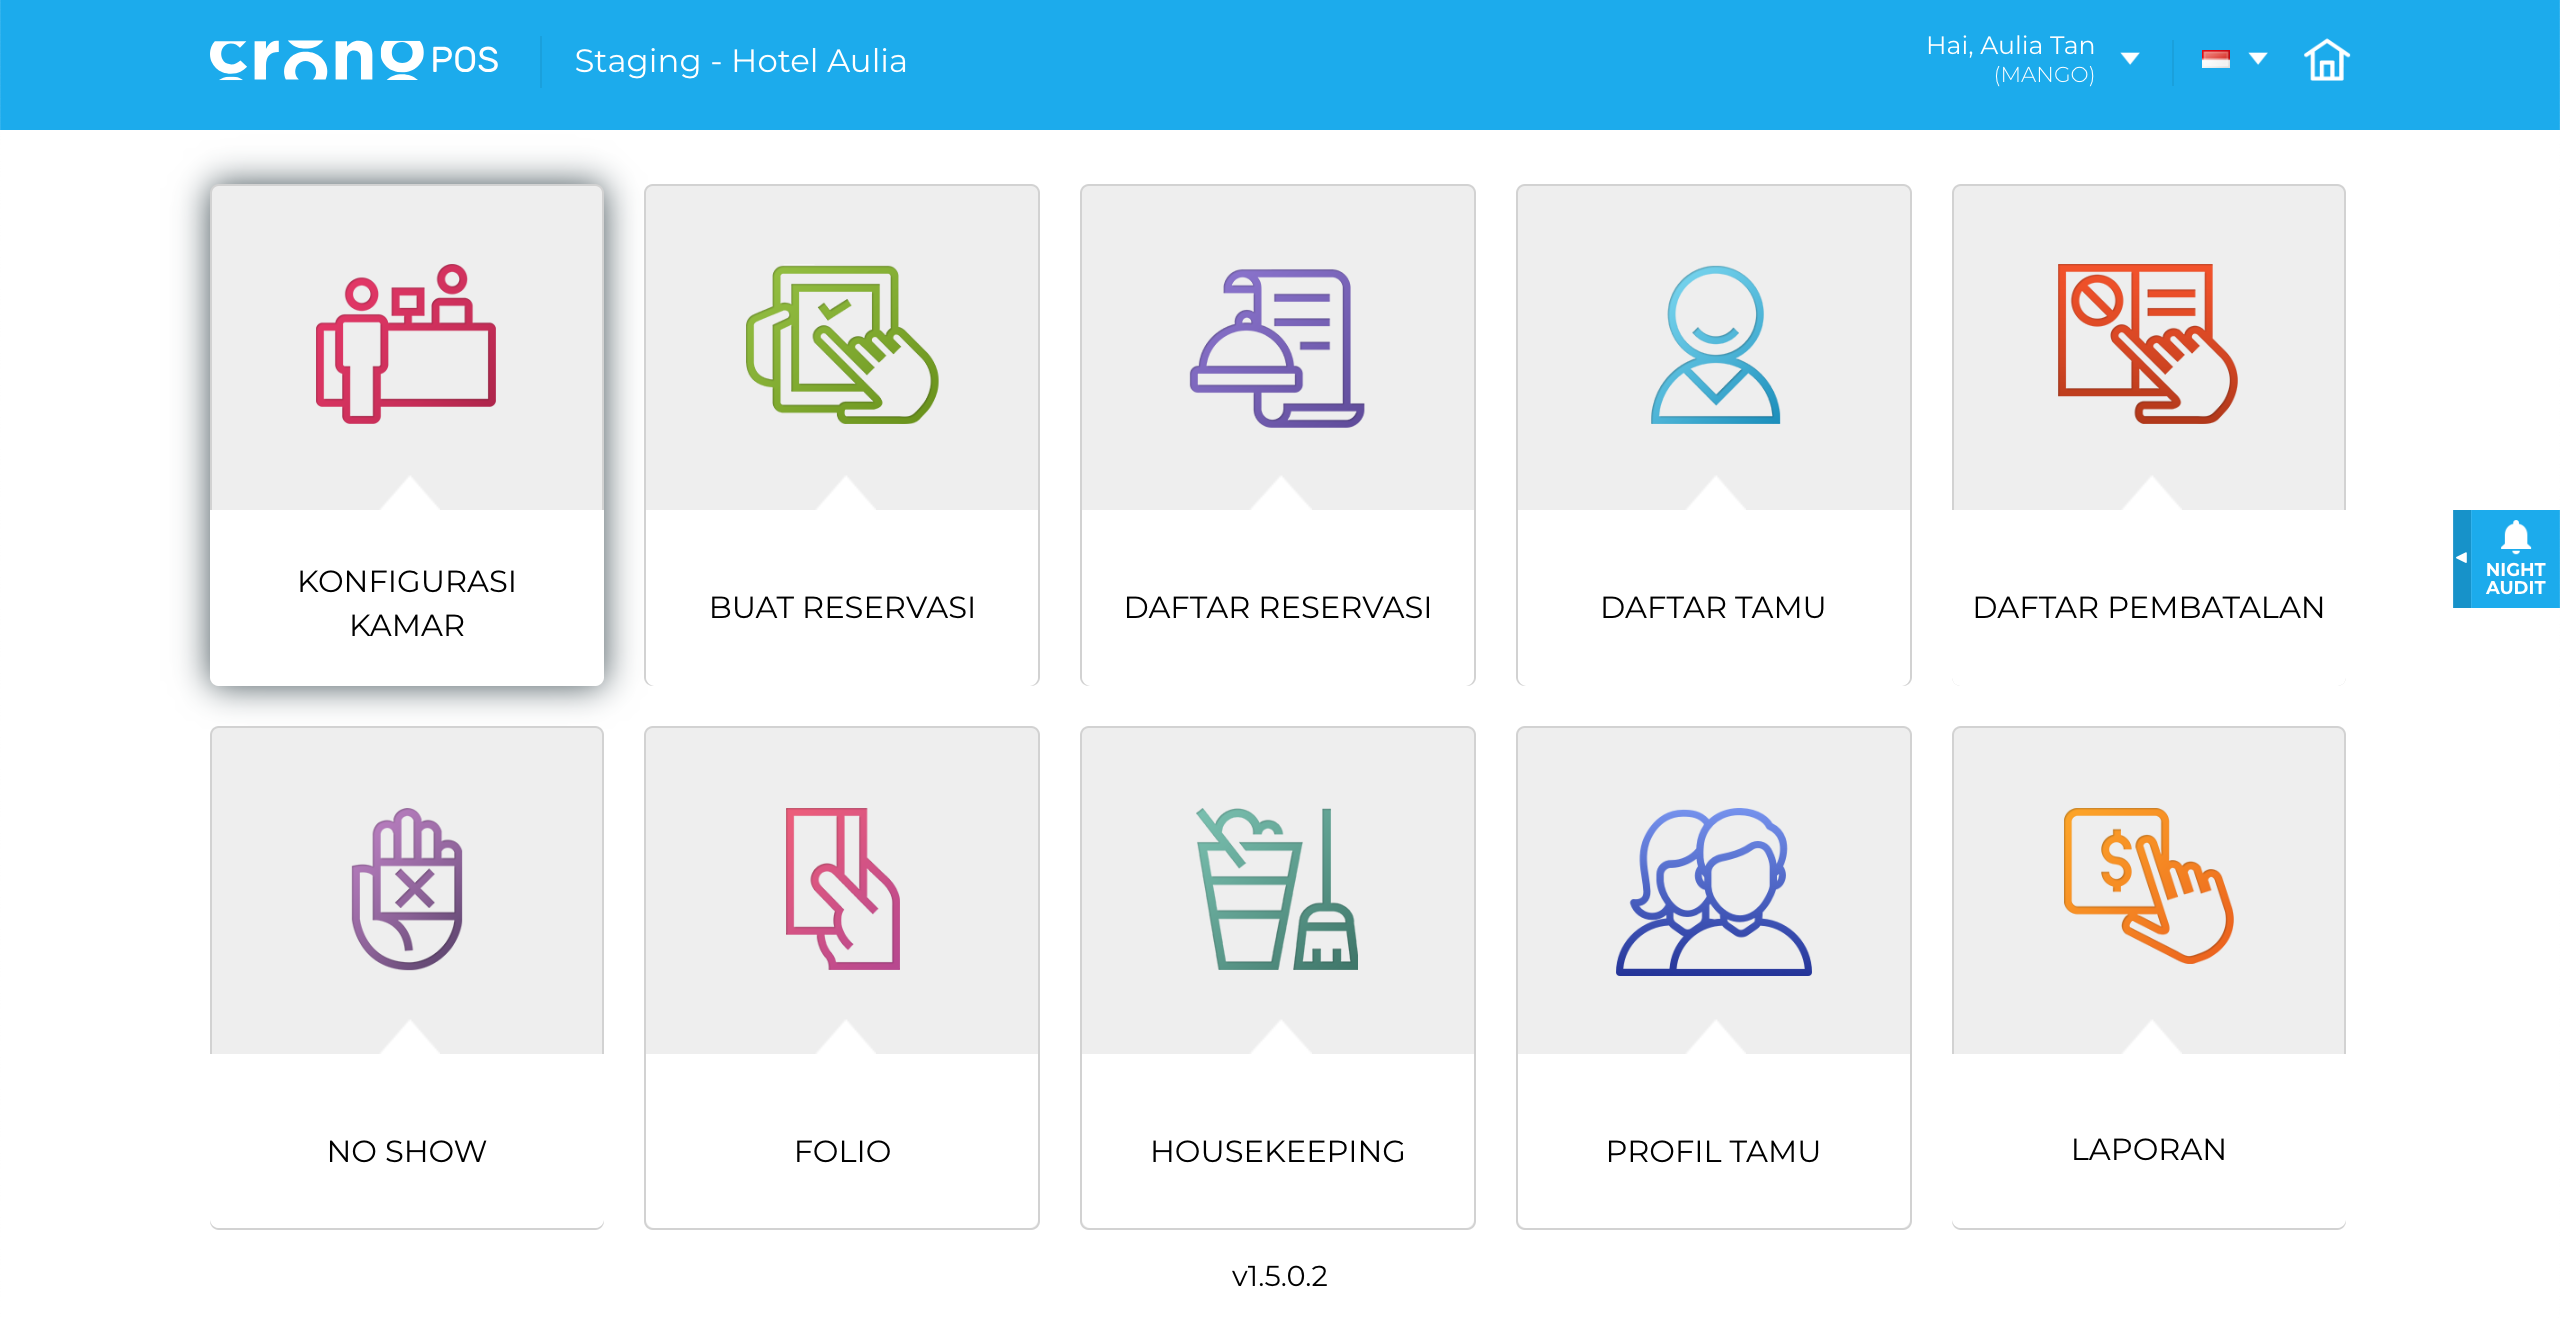 crono POS
Staging - Hotel Aulia
Hai, Aulia Tan
(MANGO)
KONFIGURASI
KAMAR
BUAT RESERVASI
DAFTAR RESERVASI
DAFTAR TAMU
DAFTAR PEMBATALAN
NIGHT
AUDIT
NO SHOW
FOLIO
HOUSEKEEPING
PROFIL TAMU
LAPORAN
v1.5.0.2